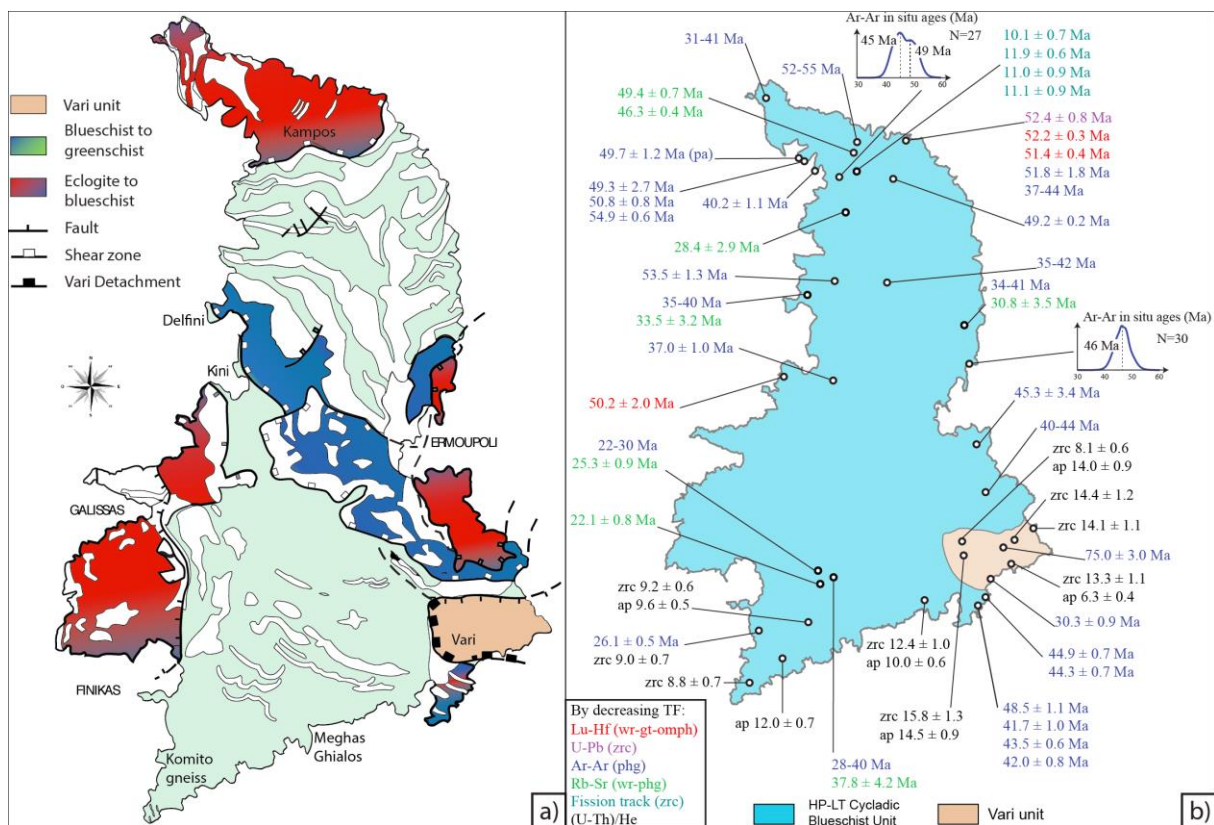 Vari unit
Blueschist to
greenschist
Eclogite to
blueschist
Fault
Shear zone
Vari Detachment
Kampos
Delfini
Kini
ERMOUPOLI
GALISSAS
FINIKAS
Vari
Komito
gneiss
Meghas
Ghialos
a)
Ar-Ar in situ ages (Ma)
45 Ma
49 Ma
N=27
30 40 50 60
10.1 ± 0.7 Ma
11.9 ± 0.6 Ma
11.0 ± 0.9 Ma
11.1 ± 0.9 Ma
31-41 Ma
52-55 Ma
49.4 ± 0.7 Ma
46.3 ± 0.4 Ma
52.4 ± 0.8 Ma
52.2 ± 0.3 Ma
51.4 ± 0.4 Ma
51.8 ± 1.8 Ma
37-44 Ma
49.7 ± 1.2 Ma (pa)
49.3 ± 2.7 Ma
50.8 ± 0.8 Ma
54.9 ± 0.6 Ma
40.2 ± 1.1 Ma
49.2 ± 0.2 Ma
28.4 ± 2.9 Ma
53.5 ± 1.3 Ma
35-42 Ma
35-40 Ma
33.5 ± 3.2 Ma
34-41 Ma
30.8 ± 3.5 Ma
Ar-Ar in situ ages (Ma)
46 Ma
N=30
30 40 50 60
37.0 ± 1.0 Ma
50.2 ± 2.0 Ma
45.3 ± 3.4 Ma
40-44 Ma
22-30 Ma
25.3 ± 0.9 Ma
zrc 8.1 ± 0.6
ap 14.0 ± 0.9
zrc 14.4 ± 1.2
22.1 ± 0.8 Ma
zrc 14.1 ± 1.1
75.0 ± 3.0 Ma
zrc 9.2 ± 0.6
ap 9.6 ± 0.5
zrc 13.3 ± 1.1
ap 6.3 ± 0.4
30.3 ± 0.9 Ma
26.1 ± 0.5 Ma
zrc 9.0 ± 0.7
zrc 12.4 ± 1.0
ap 10.0 ± 0.6
44.9 ± 0.7 Ma
44.3 ± 0.7 Ma
zrc 8.8 ± 0.7
ap 12.0 ± 0.7
zrc 15.8 ± 1.3
ap 14.5 ± 0.9
48.5 ± 1.1 Ma
41.7 ± 1.0 Ma
43.5 ± 0.6 Ma
42.0 ± 0.8 Ma
28-40 Ma
37.8 ± 4.2 Ma
By decreasing TF:
Lu-Hf (wr-gt-omph)
U-Pb (zrc)
Ar-Ar (phg)
Rb-Sr (wr-phg)
Fission track (zrc)
(U-Th)/He
HP-LT Cycladic
Blueschist Unit
Vari unit
b)